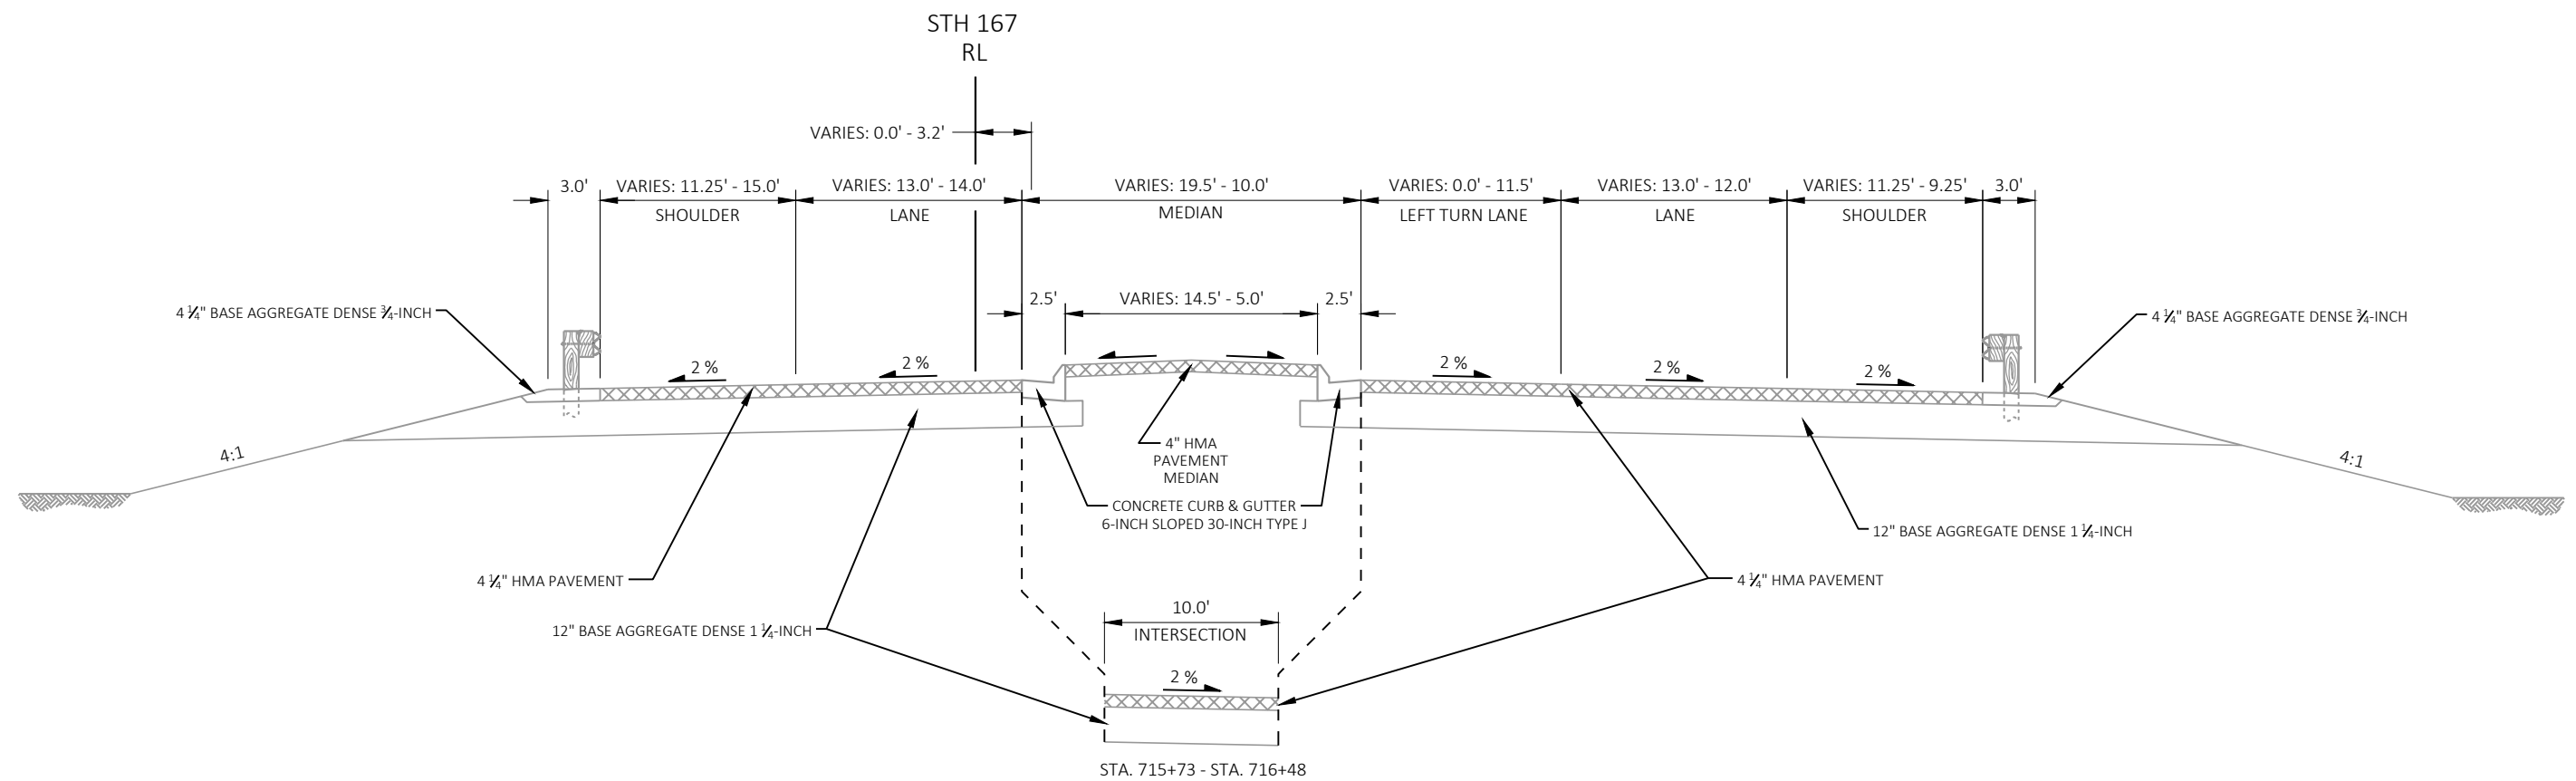 STH 167
RL
VARIES: 0.0' - 3.2'
3.0'
VARIES: 11.25' - 15.0'
SHOULDER
VARIES: 13.0' - 14.0'
LANE
VARIES: 19.5' - 10.0'
MEDIAN
VARIES: 0.0' - 11.5'
LEFT TURN LANE
VARIES: 13.0' - 12.0'
LANE
VARIES: 11.25' - 9.25'
SHOULDER
3.0'
2.5'
VARIES: 14.5' - 5.0'
2.5'
4 ¼" BASE AGGREGATE DENSE ¾-INCH
4 ¼" BASE AGGREGATE DENSE ¾-INCH
2 %
2 %
2 %
2 %
2 %
4:1
4:1
4" HMA
PAVEMENT
MEDIAN
CONCRETE CURB & GUTTER
6-INCH SLOPED 30-INCH TYPE J
12" BASE AGGREGATE DENSE 1 ¼-INCH
4 ¼" HMA PAVEMENT
4 ¼" HMA PAVEMENT
12" BASE AGGREGATE DENSE 1 ¼-INCH
10.0'
INTERSECTION
2 %
STA. 715+73 - STA. 716+48